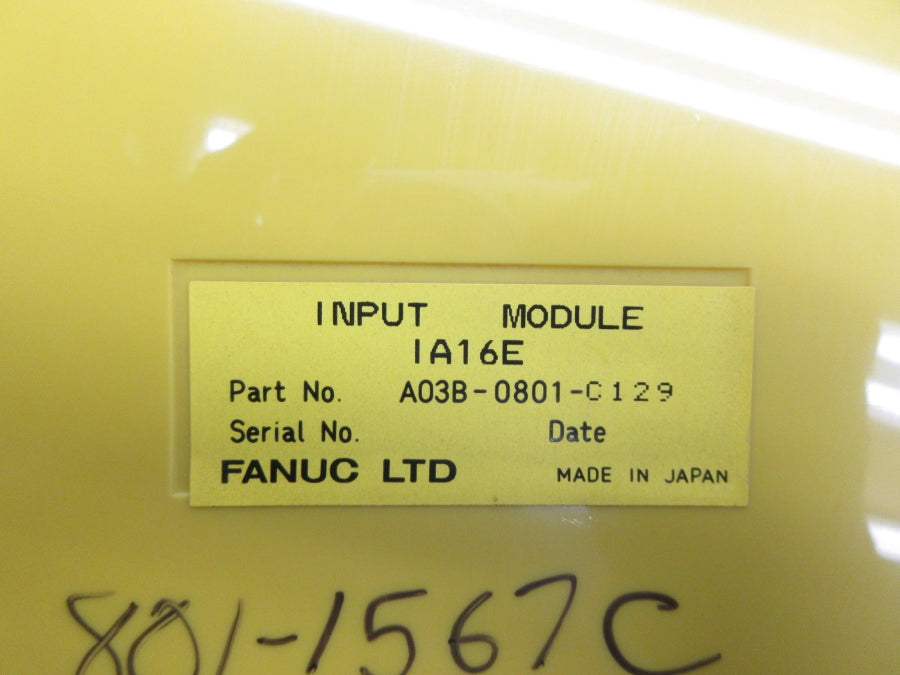 INPUT MODULE
IA16E
Part No. A03B-0801-C129
Serial No. Date
FANUC LTD MADE IN JAPAN
801-1567C